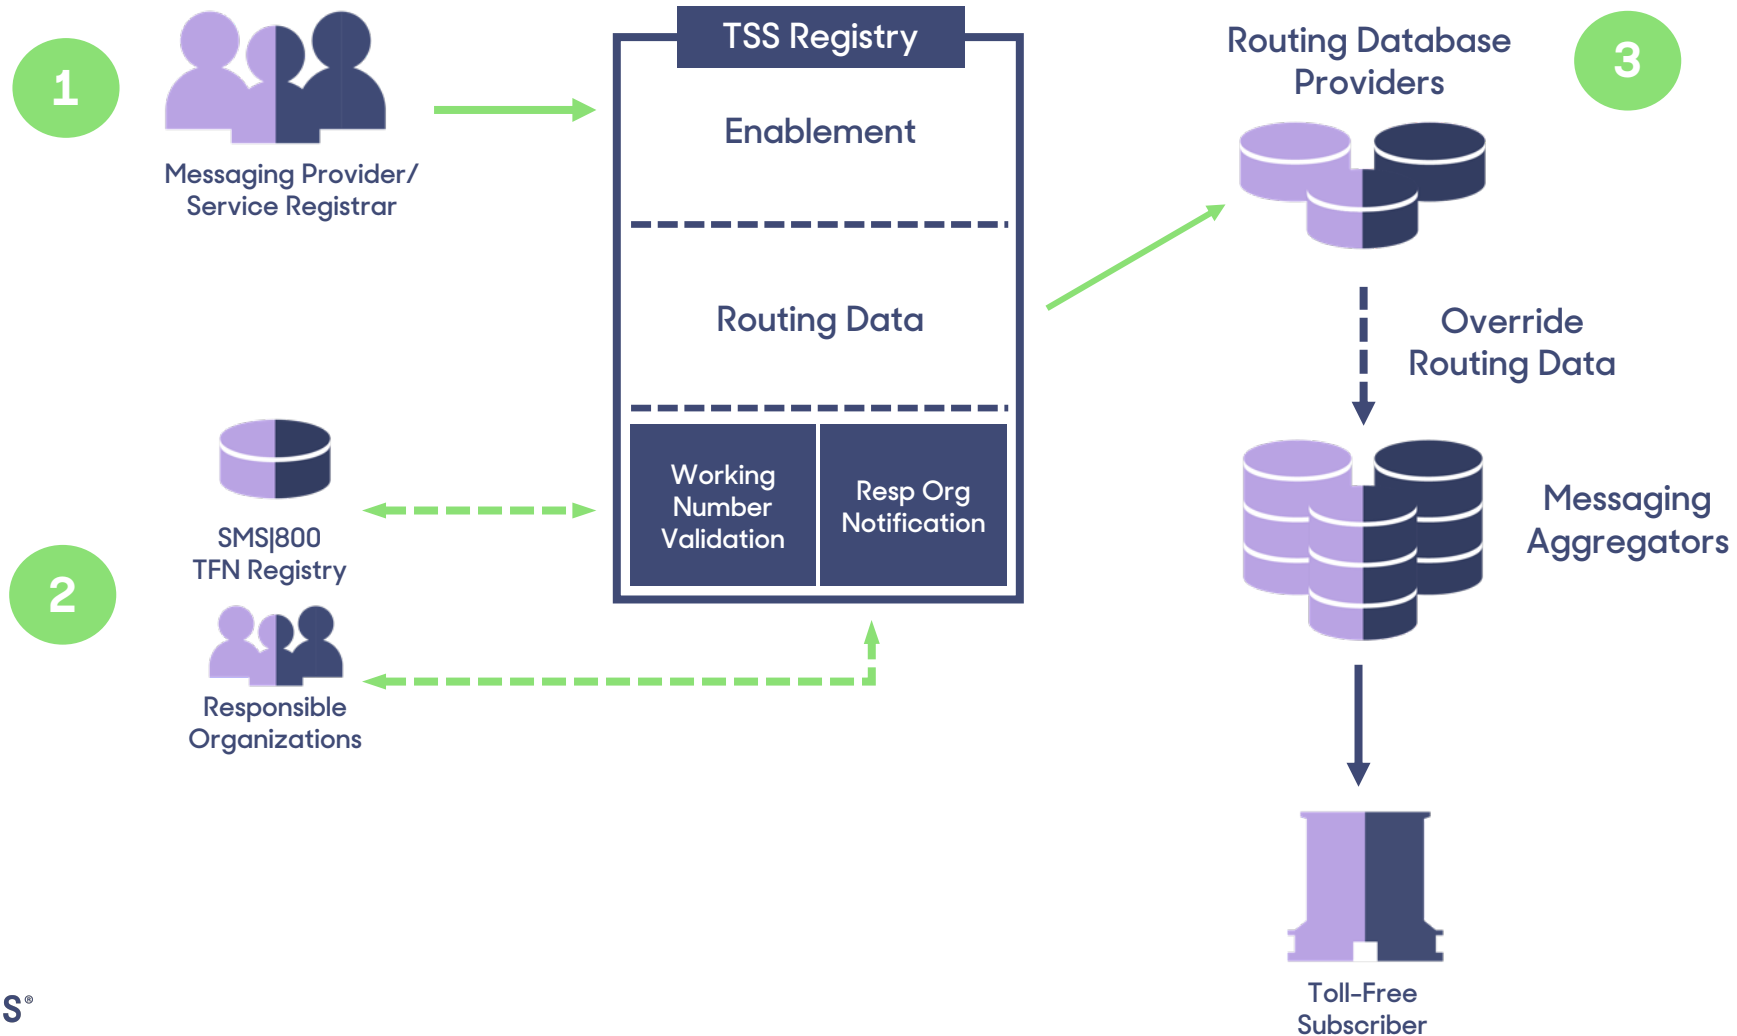 1
Messaging Provider/
Service Registrar
TSS Registry
Enablement
Routing Data
Working
Number
Validation
Resp Org
Notification
2
SMS|800
TFN Registry
Responsible
Organizations
3
Routing Database
Providers
Override
Routing Data
Messaging
Aggregators
Toll-Free
Subscriber
S®